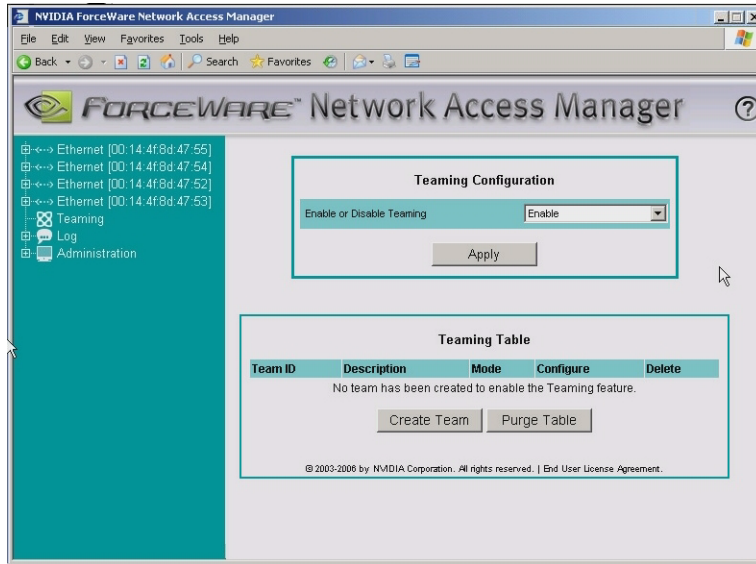 NVIDIA ForceWare Network Access Manager
File Edit View Favorites Tools Help
Back Search Favorites
FORCEWARE™ Network Access Manager
Ethernet [00:14:4f:8d:47:55]
Ethernet [00:14:4f:8d:47:54]
Ethernet [00:14:4f:8d:47:52]
Ethernet [00:14:4f:8d:47:53]
Teaming
Log
Administration
Teaming Configuration
Enable or Disable Teaming Enable
Apply
Teaming Table
Team ID Description Mode Configure Delete
No team has been created to enable the Teaming feature.
Create Team Purge Table
© 2003-2006 by NVIDIA Corporation. All rights reserved. | End User License Agreement.